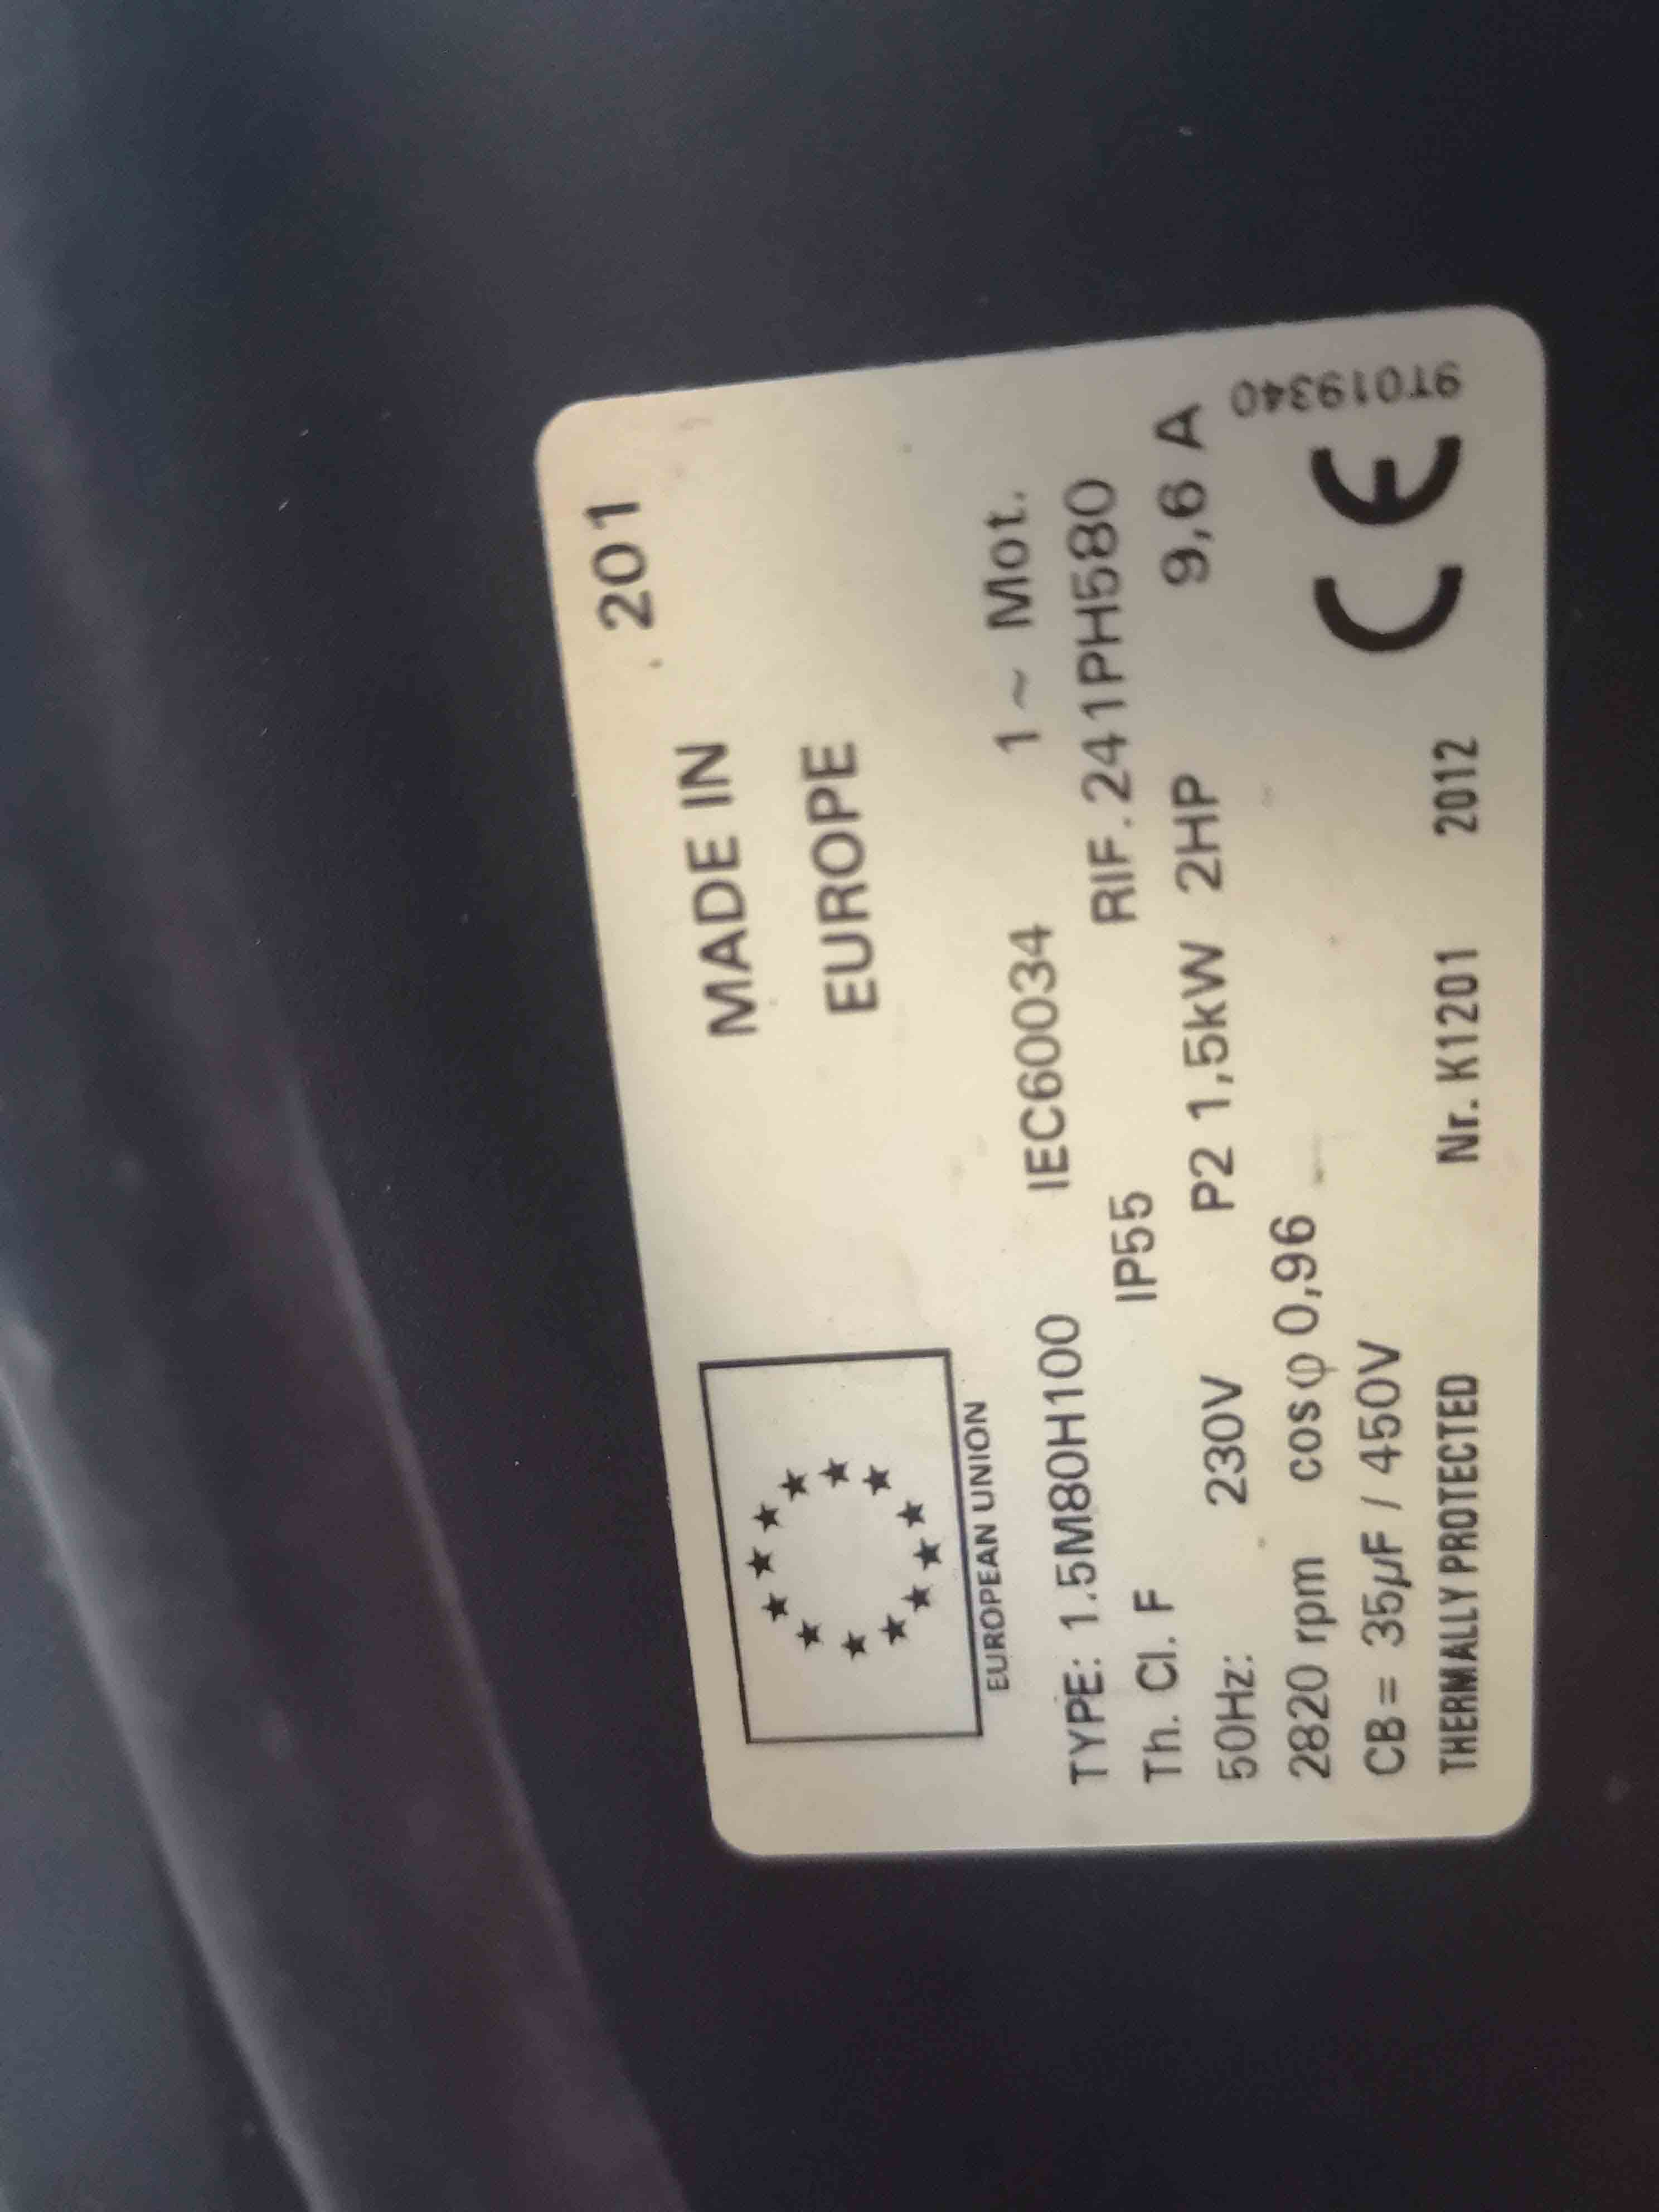 201
MADE IN
EUROPE
EUROPEAN UNION
TYPE: 1.5M80H100 IEC60034 1 ~ Mot.
Th. Cl. F IP55 RIF. 241PH580
50Hz: 230V P2 1,5kW 2HP 9,6 A
2820 rpm cosφ 0,96
CB = 35µF / 450V
THERMALLY PROTECTED Nr. K1201 2012 CE
9T019340